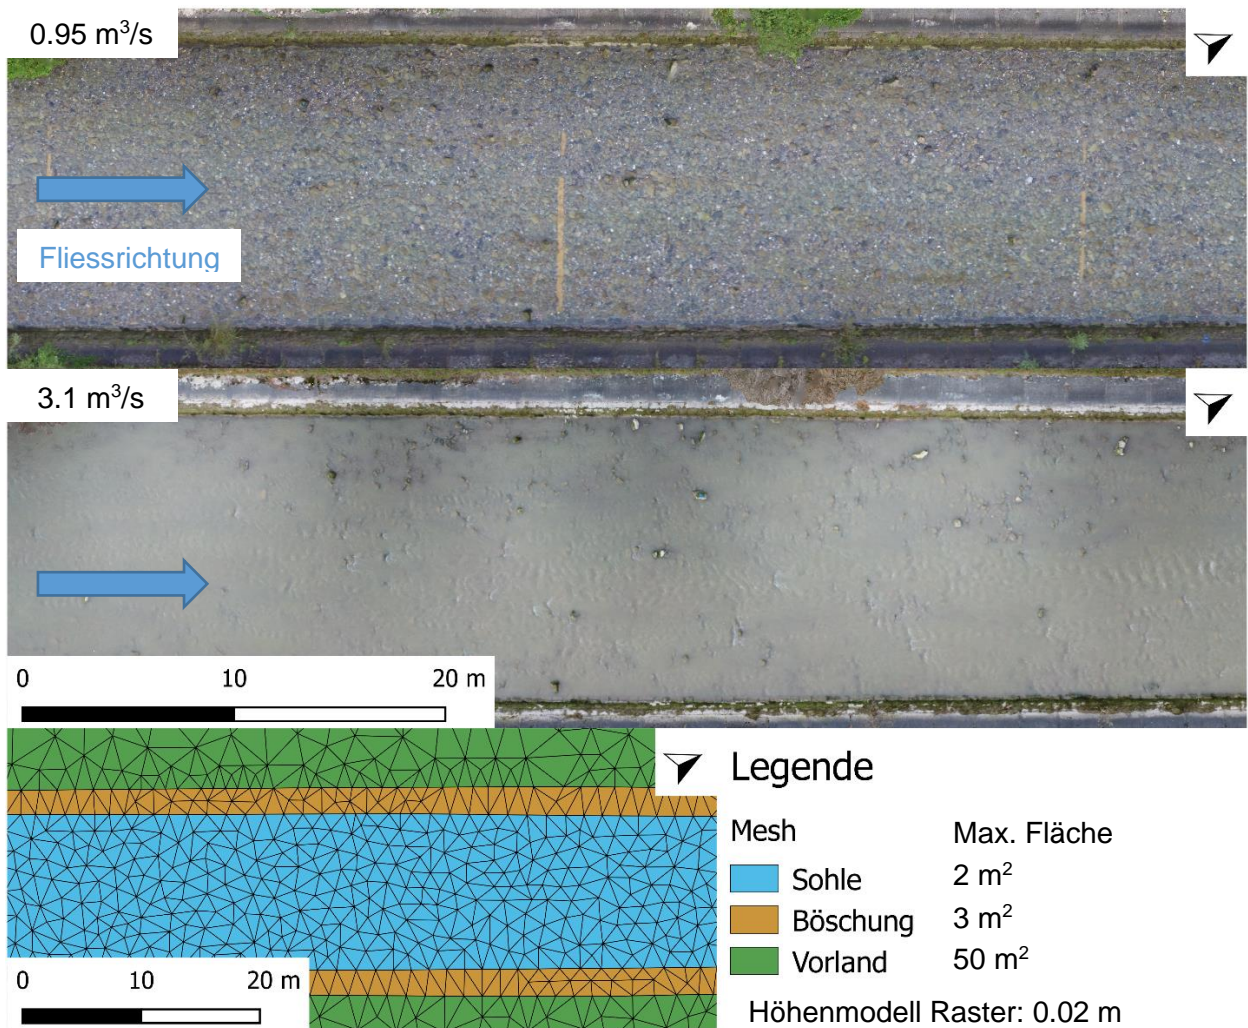 0.95 m³/s
Fliessrichtung
3.1 m³/s
0 10 20 m
0 10 20 m
Legende
Mesh Max. Fläche
Sohle 2 m²
Böschung 3 m²
Vorland 50 m²
Höhenmodell Raster: 0.02 m